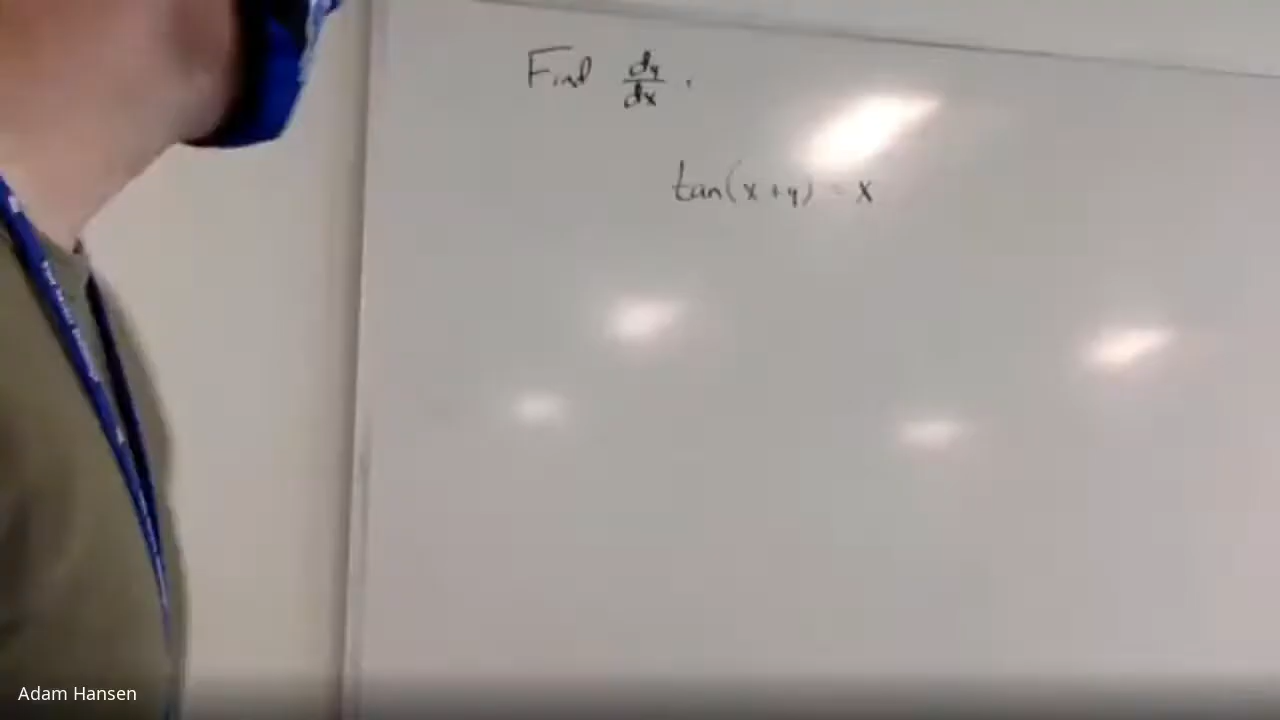 Find dy/dx.
tan(x+y) = x
Adam Hansen